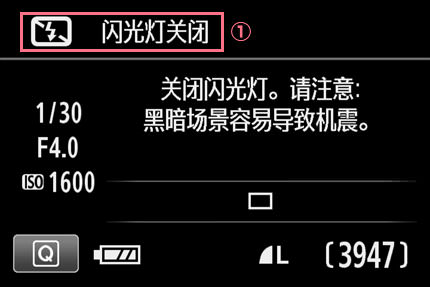 闪光灯关闭 ①
关闭闪光灯。请注意:
黑暗场景容易导致机震。
1/30
F4.0
ISO 1600
Q
L
(3947)